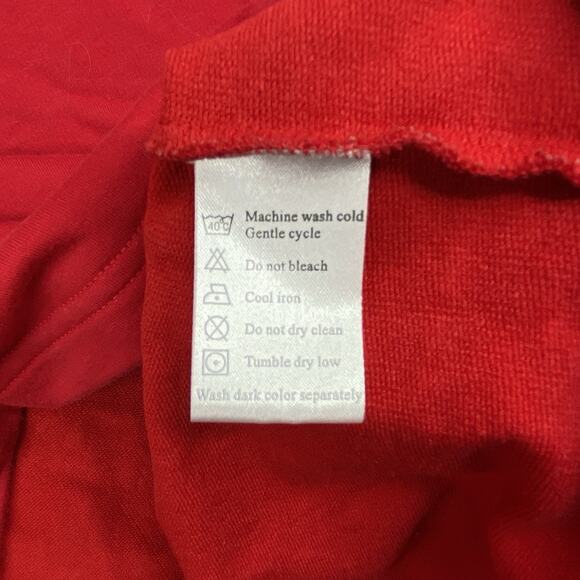 40°C Machine wash cold
Gentle cycle
Do not bleach
Cool iron
Do not dry clean
Tumble dry low
Wash dark color separately